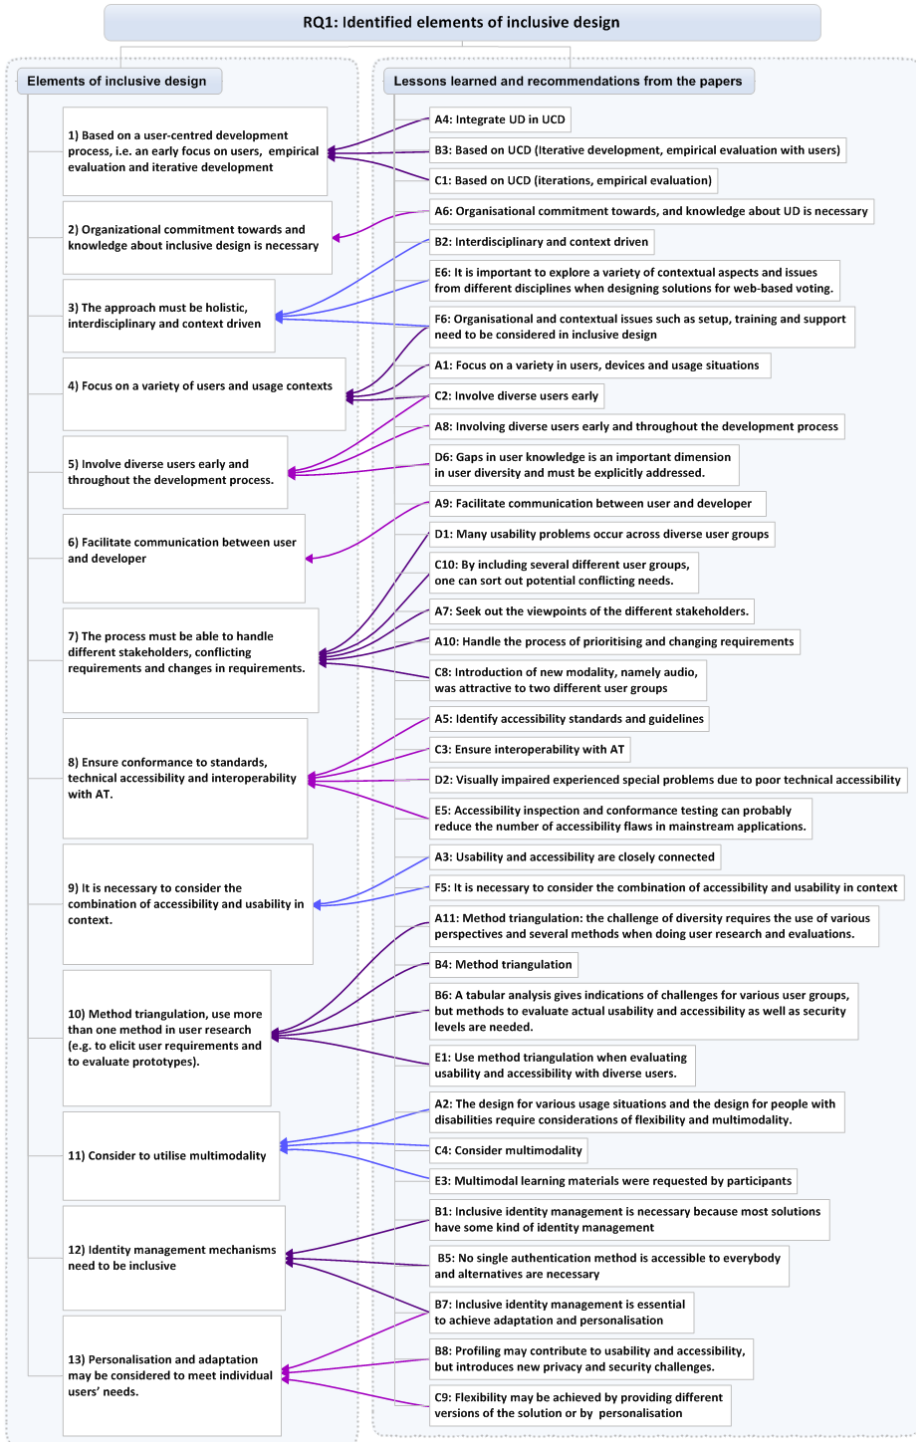 RQ1: Identified elements of inclusive design
Elements of inclusive design
1) Based on a user-centred development
process, i.e. an early focus on users, empirical
evaluation and iterative development
2) Organizational commitment towards and
knowledge about inclusive design is necessary
3) The approach must be holistic,
interdisciplinary and context driven
4) Focus on a variety of users and usage contexts
5) Involve diverse users early and
throughout the development process.
6) Facilitate communication between user
and developer
7) The process must be able to handle
different stakeholders, conflicting
requirements and changes in requirements.
8) Ensure conformance to standards,
technical accessibility and interoperability
with AT.
9) It is necessary to consider the
combination of accessibility and usability in
context.
10) Method triangulation, use more
than one method in user research
(e.g. to elicit user requirements and
to evaluate prototypes).
11) Consider to utilise multimodality
12) Identity management mechanisms
need to be inclusive
13) Personalisation and adaptation
may be considered to meet individual
users’ needs.
Lessons learned and recommendations from the papers
A4: Integrate UD in UCD
B3: Based on UCD (Iterative development, empirical evaluation with users)
C1: Based on UCD (iterations, empirical evaluation)
A6: Organisational commitment towards, and knowledge about UD is necessary
B2: Interdisciplinary and context driven
E6: It is important to explore a variety of contextual aspects and issues
from different disciplines when designing solutions for web-based voting.
F6: Organisational and contextual issues such as setup, training and support
need to be considered in inclusive design
A1: Focus on a variety in users, devices and usage situations
C2: Involve diverse users early
A8: Involving diverse users early and throughout the development process
D6: Gaps in user knowledge is an important dimension
in user diversity and must be explicitly addressed.
A9: Facilitate communication between user and developer
D1: Many usability problems occur across diverse user groups
C10: By including several different user groups,
one can sort out potential conflicting needs.
A7: Seek out the viewpoints of the different stakeholders.
A10: Handle the process of prioritising and changing requirements
C8: Introduction of new modality, namely audio,
was attractive to two different user groups
A5: Identify accessibility standards and guidelines
C3: Ensure interoperability with AT
D2: Visually impaired experienced special problems due to poor technical accessibility
E5: Accessibility inspection and conformance testing can probably
reduce the number of accessibility flaws in mainstream applications.
A3: Usability and accessibility are closely connected
F5: It is necessary to consider the combination of accessibility and usability in context
A11: Method triangulation: the challenge of diversity requires the use of various
perspectives and several methods when doing user research and evaluations.
B4: Method triangulation
B6: A tabular analysis gives indications of challenges for various user groups,
but methods to evaluate actual usability and accessibility as well as security
levels are needed.
E1: Use method triangulation when evaluating
usability and accessibility with diverse users.
A2: The design for various usage situations and the design for people with
disabilities require considerations of flexibility and multimodality.
C4: Consider multimodality
E3: Multimodal learning materials were requested by participants
B1: Inclusive identity management is necessary because most solutions
have some kind of identity management
B5: No single authentication method is accessible to everybody
and alternatives are necessary
B7: Inclusive identity management is essential
to achieve adaptation and personalisation
B8: Profiling may contribute to usability and accessibility,
but introduces new privacy and security challenges.
C9: Flexibility may be achieved by providing different
versions of the solution or by personalisation